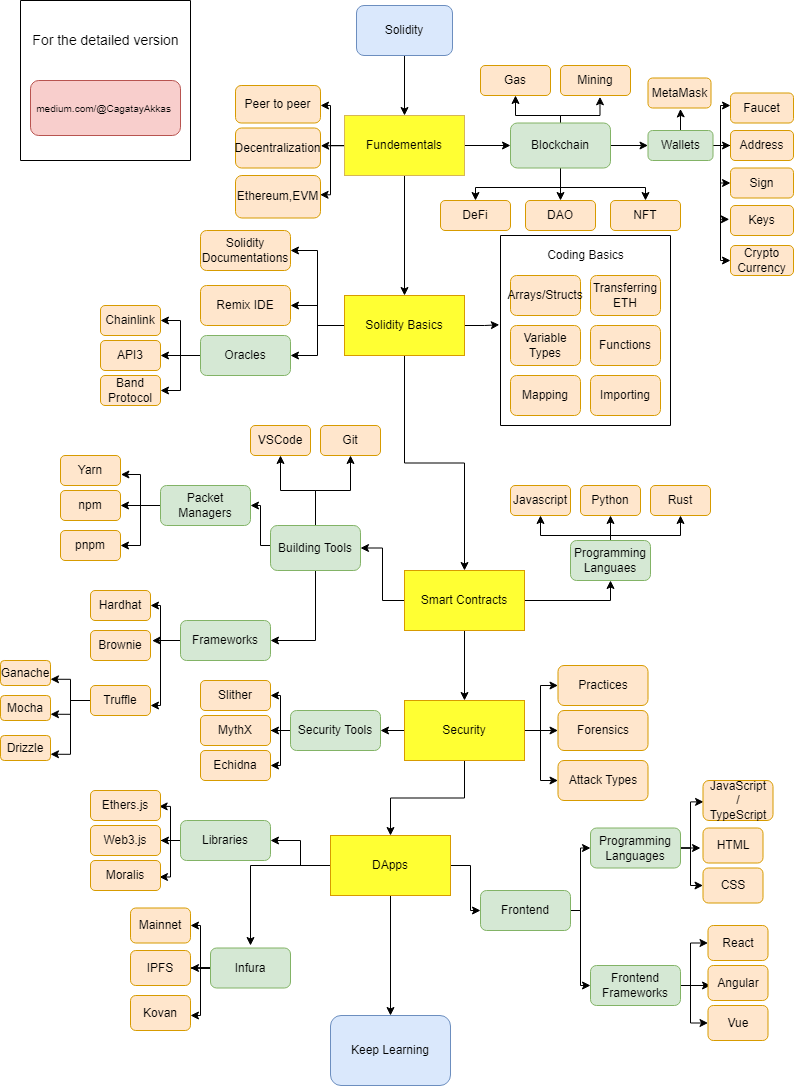 For the detailed version
medium.com/@CagatayAkkas
Solidity
Gas
Mining
MetaMask
Peer to peer
Decentralization
Ethereum,EVM
Fundementals
Blockchain
Wallets
Faucet
Address
Sign
Keys
Crypto
Currency
DeFi
DAO
NFT
Solidity
Documentations
Remix IDE
Chainlink
API3
Band
Protocol
Oracles
Solidity Basics
Coding Basics
Arrays/Structs
Transferring
ETH
Variable
Types
Functions
Mapping
Importing
VSCode
Git
Yarn
npm
pnpm
Packet
Managers
Building Tools
Javascript
Python
Rust
Programming
Languaes
Smart Contracts
Hardhat
Brownie
Truffle
Frameworks
Ganache
Mocha
Drizzle
Slither
MythX
Echidna
Security Tools
Security
Practices
Forensics
Attack Types
Ethers.js
Web3.js
Moralis
Libraries
DApps
Programming
Languages
JavaScript
/
TypeScript
HTML
CSS
Frontend
Mainnet
IPFS
Kovan
Infura
Frontend
Frameworks
React
Angular
Vue
Keep Learning